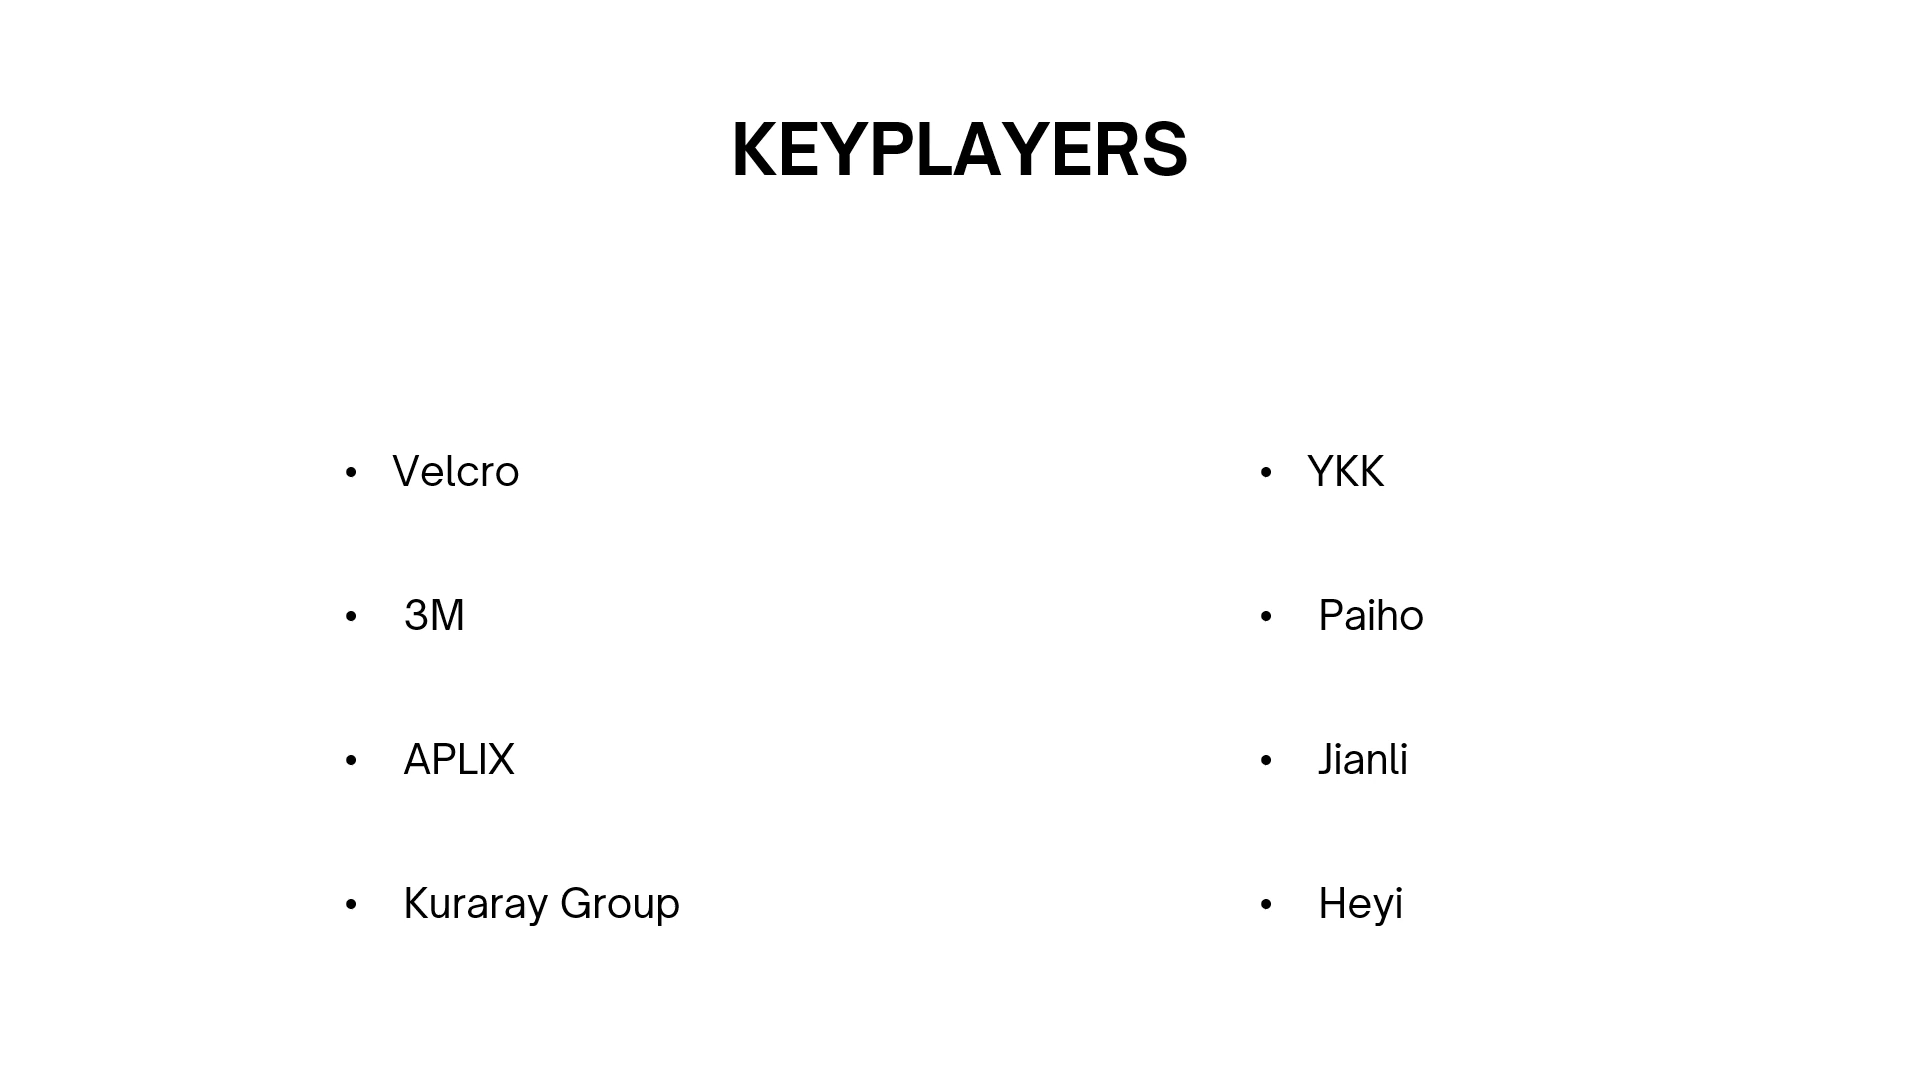 KEYPLAYERS
• Velcro
• 3M
• APLIX
• Kuraray Group
• YKK
• Paiho
• Jianli
• Heyi